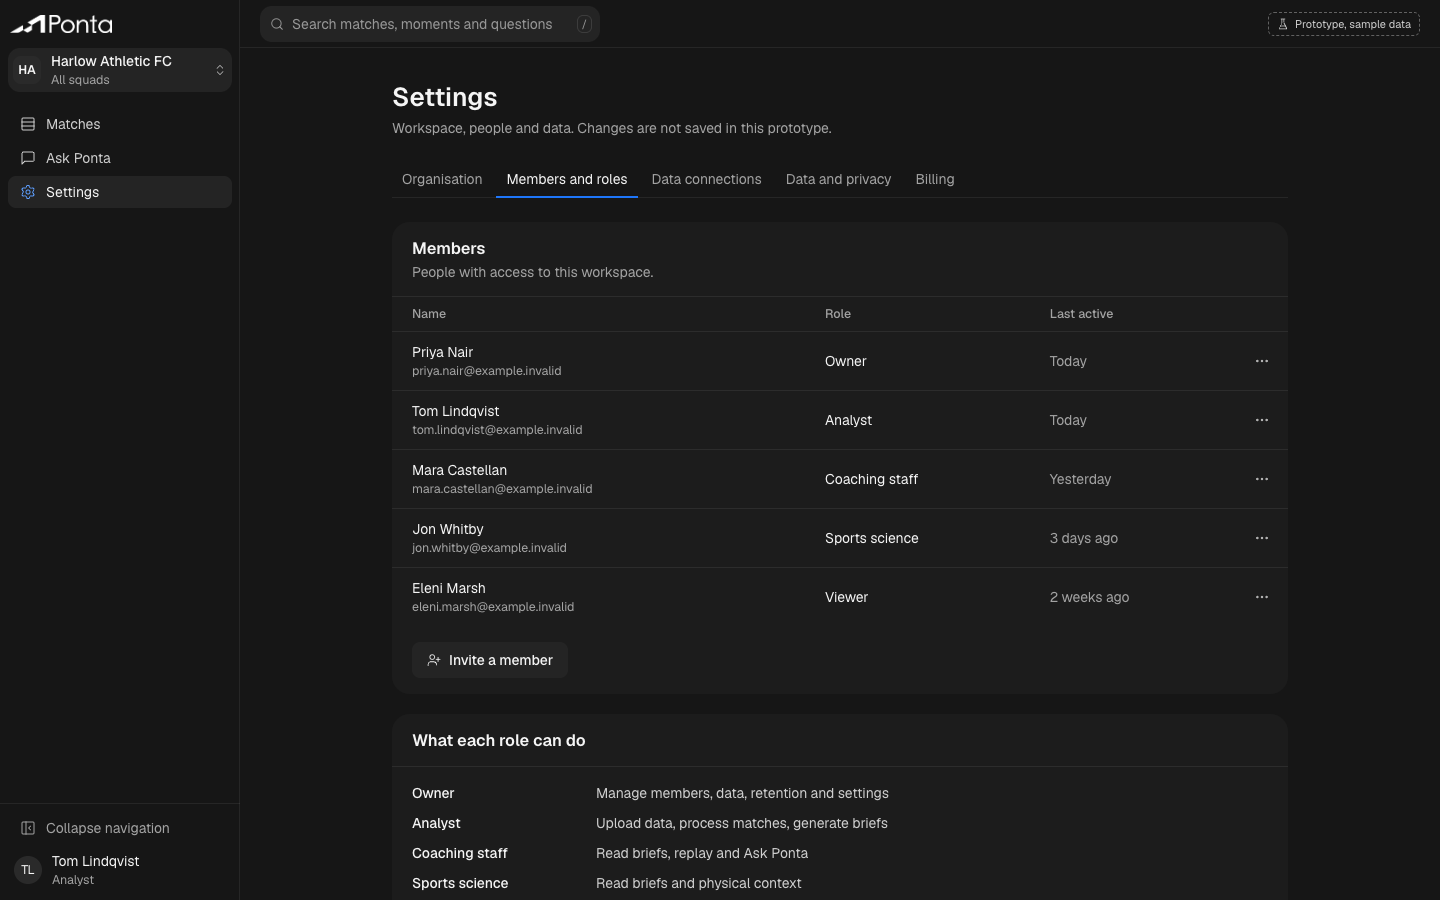 Ponta
HA
Harlow Athletic FC
All squads
Matches
Ask Ponta
Settings
Collapse navigation
TL
Tom Lindqvist
Analyst
Search matches, moments and questions
/
Prototype, sample data
Settings
Workspace, people and data. Changes are not saved in this prototype.
Organisation Members and roles Data connections Data and privacy Billing
Members
People with access to this workspace.
Name Role Last active
Priya Nair
priya.nair@example.invalid
Owner
Today
Tom Lindqvist
tom.lindqvist@example.invalid
Analyst
Today
Mara Castellan
mara.castellan@example.invalid
Coaching staff
Yesterday
Jon Whitby
jon.whitby@example.invalid
Sports science
3 days ago
Eleni Marsh
eleni.marsh@example.invalid
Viewer
2 weeks ago
Invite a member
What each role can do
Owner Manage members, data, retention and settings
Analyst Upload data, process matches, generate briefs
Coaching staff Read briefs, replay and Ask Ponta
Sports science Read briefs and physical context